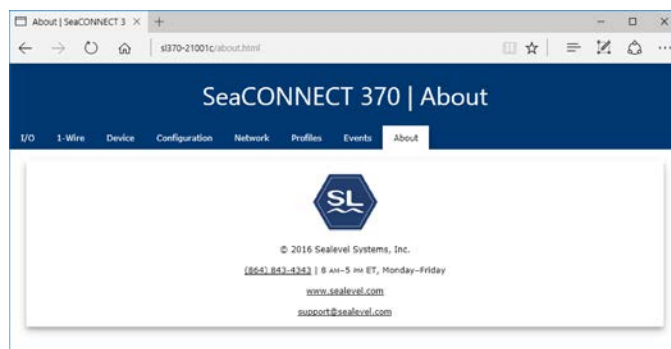 About | SeaCONNECT 3
sl370-21001c/about.html
SeaCONNECT 370 | About
I/O 1-Wire Device Configuration Network Profiles Events About
SL
© 2016 Sealevel Systems, Inc.
(864) 843-4343 | 8 AM–5 PM ET, Monday–Friday
www.sealevel.com
support@sealevel.com